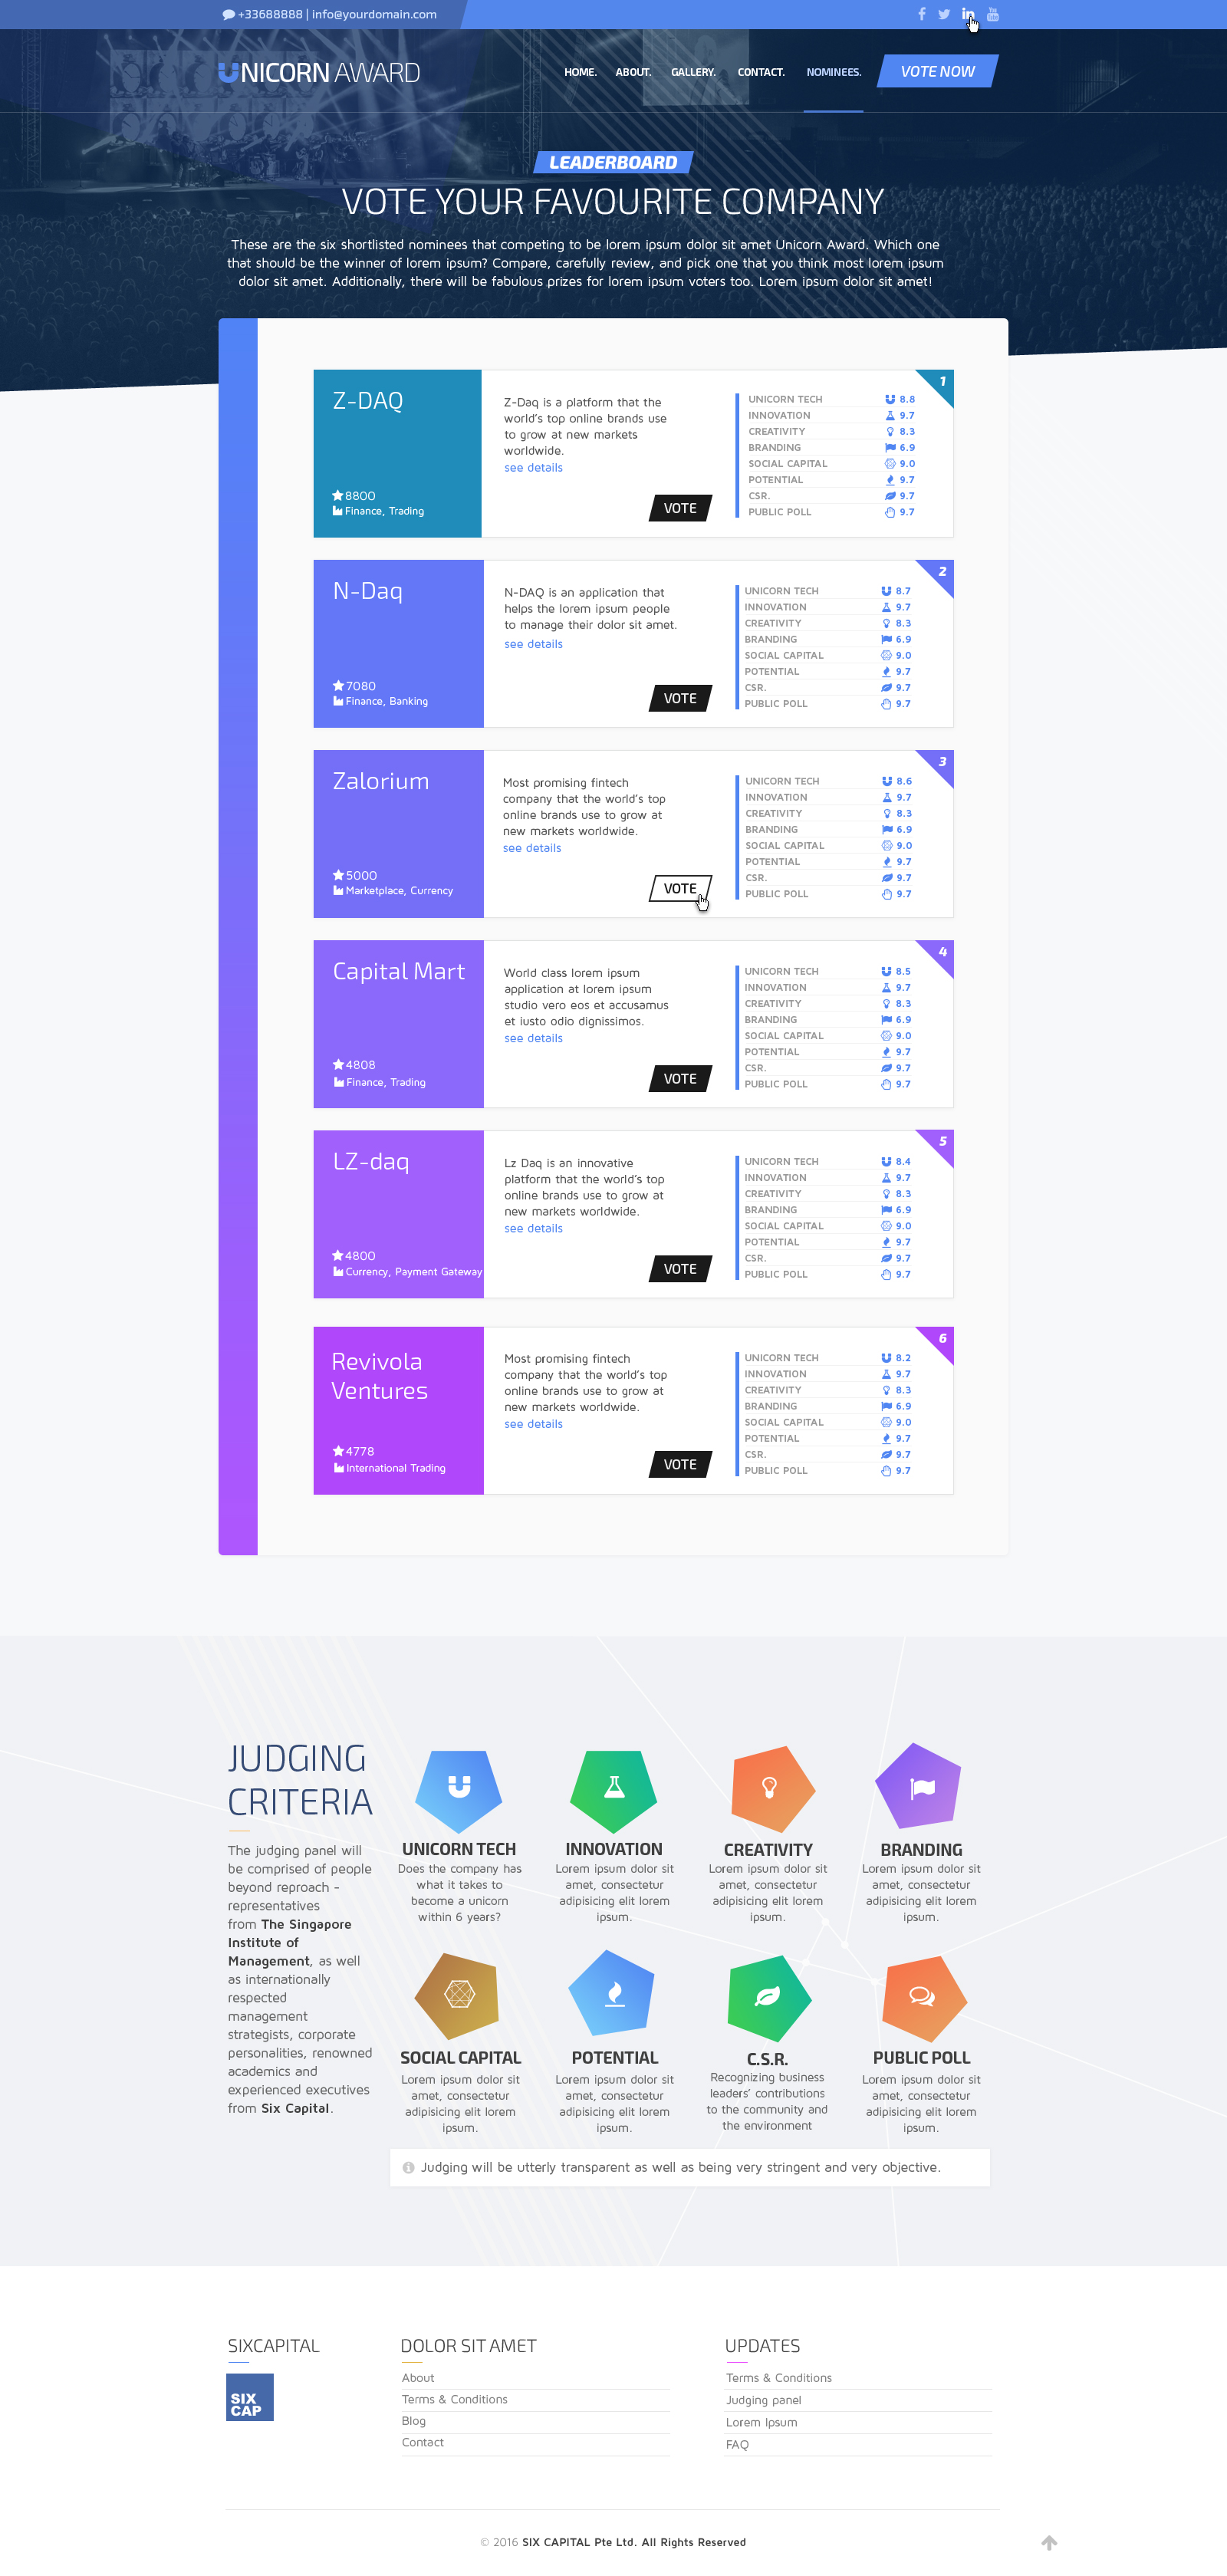 +33688888 | info@yourdomain.com
UNICORN AWARD
HOME. ABOUT. GALLERY. CONTACT. NOMINEES. VOTE NOW
LEADERBOARD
VOTE YOUR FAVOURITE COMPANY
These are the six shortlisted nominees that competing to be lorem ipsum dolor sit amet Unicorn Award. Which one
that should be the winner of lorem ipsum? Compare, carefully review, and pick one that you think most lorem ipsum
dolor sit amet. Additionally, there will be fabulous prizes for lorem ipsum voters too. Lorem ipsum dolor sit amet!
Z-DAQ
8800
Finance, Trading
Z-Daq is a platform that the
world's top online brands use
to grow at new markets
worldwide.
see details
VOTE
1
UNICORN TECH 8.8
INNOVATION 9.7
CREATIVITY 8.3
BRANDING 6.9
SOCIAL CAPITAL 9.0
POTENTIAL 9.7
CSR. 9.7
PUBLIC POLL 9.7
N-Daq
7080
Finance, Banking
N-DAQ is an application that
helps the lorem ipsum people
to manage their dolor sit amet.
see details
VOTE
2
UNICORN TECH 8.7
INNOVATION 9.7
CREATIVITY 8.3
BRANDING 6.9
SOCIAL CAPITAL 9.0
POTENTIAL 9.7
CSR. 9.7
PUBLIC POLL 9.7
Zalorium
5000
Marketplace, Currency
Most promising fintech
company that the world's top
online brands use to grow at
new markets worldwide.
see details
VOTE
3
UNICORN TECH 8.6
INNOVATION 9.7
CREATIVITY 8.3
BRANDING 6.9
SOCIAL CAPITAL 9.0
POTENTIAL 9.7
CSR. 9.7
PUBLIC POLL 9.7
Capital Mart
4808
Finance, Trading
World class lorem ipsum
application at lorem ipsum
studio vero eos et accusamus
et iusto odio dignissimos.
see details
VOTE
4
UNICORN TECH 8.5
INNOVATION 9.7
CREATIVITY 8.3
BRANDING 6.9
SOCIAL CAPITAL 9.0
POTENTIAL 9.7
CSR. 9.7
PUBLIC POLL 9.7
LZ-daq
4800
Currency, Payment Gateway
Lz Daq is an innovative
platform that the world's top
online brands use to grow at
new markets worldwide.
see details
VOTE
5
UNICORN TECH 8.4
INNOVATION 9.7
CREATIVITY 8.3
BRANDING 6.9
SOCIAL CAPITAL 9.0
POTENTIAL 9.7
CSR. 9.7
PUBLIC POLL 9.7
Revivola
Ventures
4778
International Trading
Most promising fintech
company that the world's top
online brands use to grow at
new markets worldwide.
see details
VOTE
6
UNICORN TECH 8.2
INNOVATION 9.7
CREATIVITY 8.3
BRANDING 6.9
SOCIAL CAPITAL 9.0
POTENTIAL 9.7
CSR. 9.7
PUBLIC POLL 9.7
JUDGING
CRITERIA
The judging panel will
be comprised of people
beyond reproach -
representatives
from The Singapore
Institute of
Management, as well
as internationally
respected
management
strategists, corporate
personalities, renowned
academics and
experienced executives
from Six Capital.
UNICORN TECH
Does the company has
what it takes to
become a unicorn
within 6 years?
INNOVATION
Lorem ipsum dolor sit
amet, consectetur
adipisicing elit lorem
ipsum.
CREATIVITY
Lorem ipsum dolor sit
amet, consectetur
adipisicing elit lorem
ipsum.
BRANDING
Lorem ipsum dolor sit
amet, consectetur
adipisicing elit lorem
ipsum.
SOCIAL CAPITAL
Lorem ipsum dolor sit
amet, consectetur
adipisicing elit lorem
ipsum.
POTENTIAL
Lorem ipsum dolor sit
amet, consectetur
adipisicing elit lorem
ipsum.
C.S.R.
Recognizing business
leaders' contributions
to the community and
the environment
PUBLIC POLL
Lorem ipsum dolor sit
amet, consectetur
adipisicing elit lorem
ipsum.
Judging will be utterly transparent as well as being very stringent and very objective.
SIXCAPITAL
SIX
CAP
DOLOR SIT AMET
About
Terms & Conditions
Blog
Contact
UPDATES
Terms & Conditions
Judging panel
Lorem Ipsum
FAQ
© 2016 SIX CAPITAL Pte Ltd. All Rights Reserved